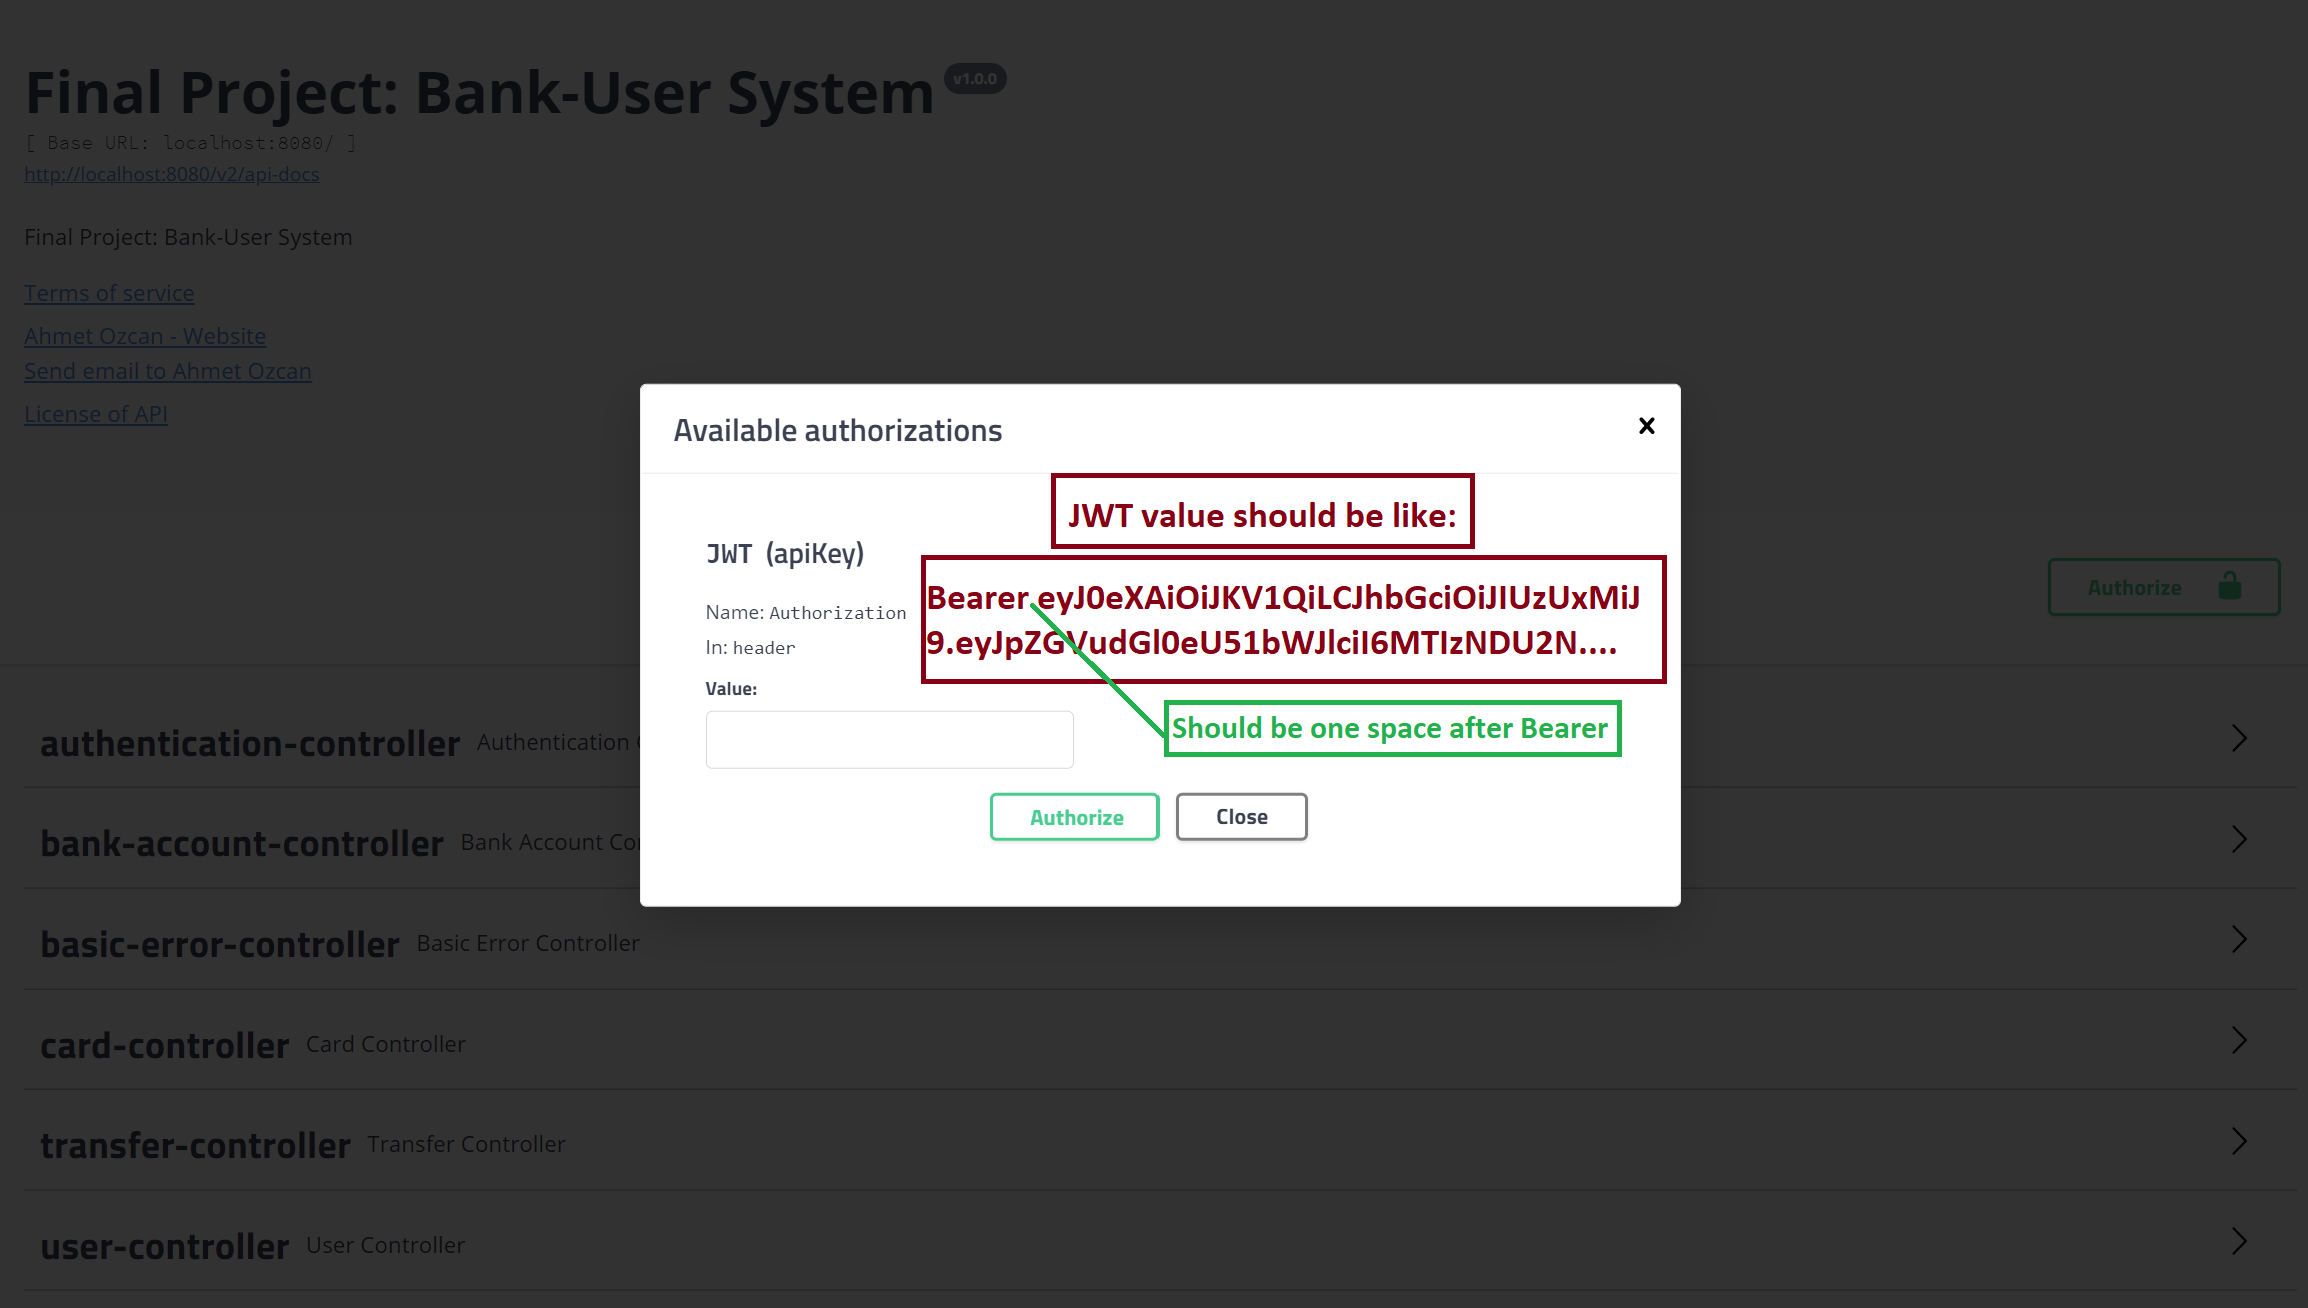 Final Project: Bank-User System v1.0.0
[ Base URL: localhost:8080/ ]
http://localhost:8080/v2/api-docs
Final Project: Bank-User System
Terms of service
Ahmet Ozcan - Website
Send email to Ahmet Ozcan
License of API
Authorize
Available authorizations
JWT value should be like:
JWT (apiKey)
Bearer eyJ0eXAiOiJKV1QiLCJhbGciOiJIUzUxMiJ
9.eyJpZGVudGl0eU51bWJlciI6MTIzNDU2N....
Name: Authorization
In: header
Value:
Should be one space after Bearer
Authorize Close
authentication-controller Authentication
bank-account-controller Bank Account Co
basic-error-controller Basic Error Controller
card-controller Card Controller
transfer-controller Transfer Controller
user-controller User Controller